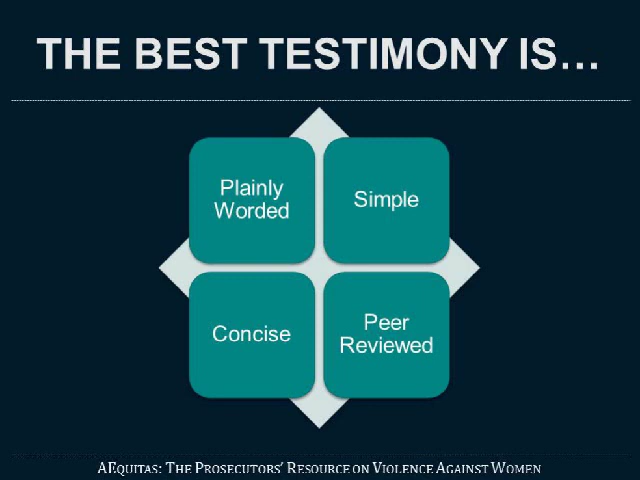 THE BEST TESTIMONY IS…
Plainly
Worded
Simple
Concise
Peer
Reviewed
AEQUITAS: THE PROSECUTORS’ RESOURCE ON VIOLENCE AGAINST WOMEN